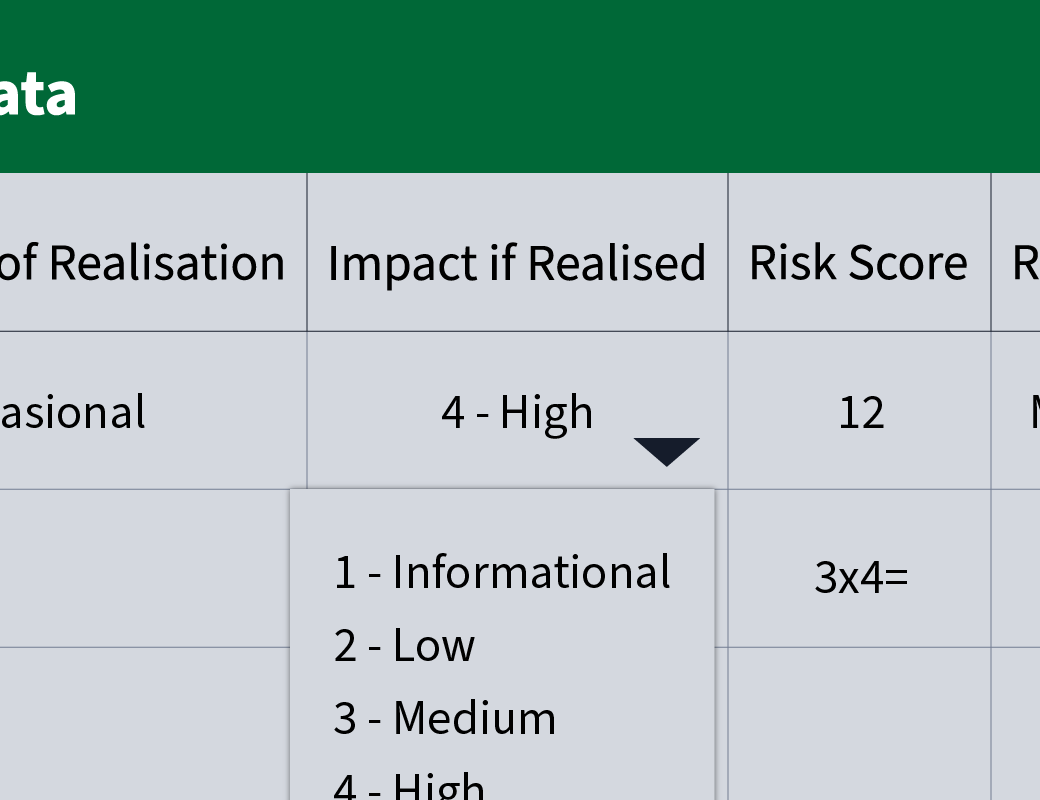 ata
of Realisation Impact if Realised Risk Score R
asional 4 - High 12
1 - Informational 3x4=
2 - Low
3 - Medium
4 - High